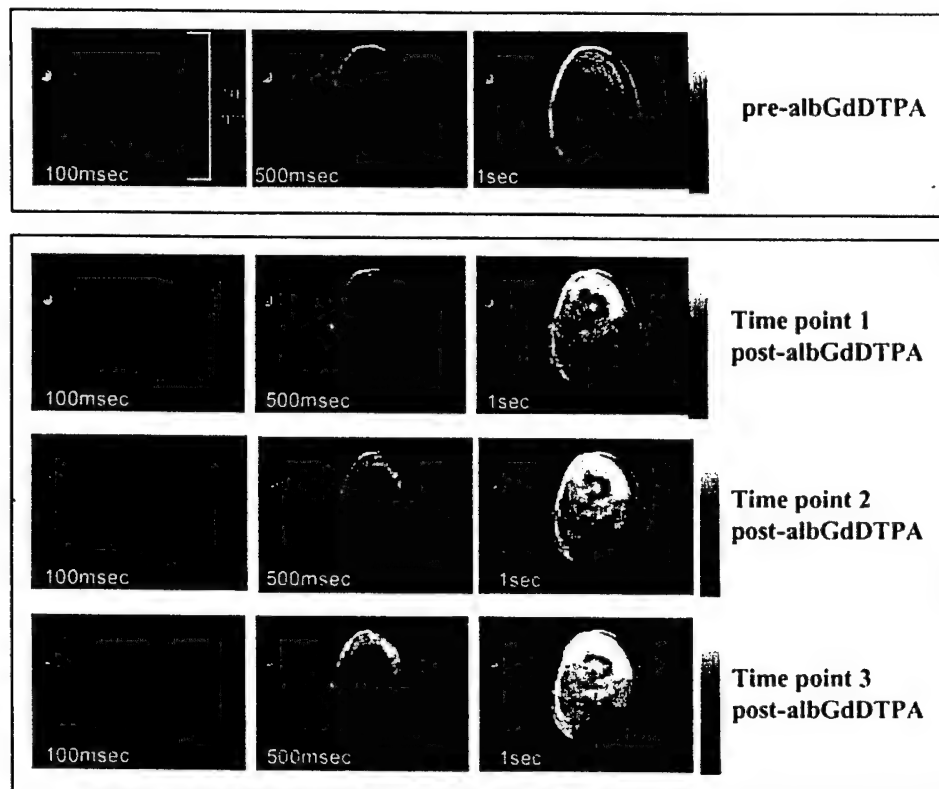 100msec 500msec 1sec
pre-albGdDTPA
100msec 500msec 1sec
Time point 1
post-albGdDTPA
100msec 500msec 1sec
Time point 2
post-albGdDTPA
100msec 500msec 1sec
Time point 3
post-albGdDTPA